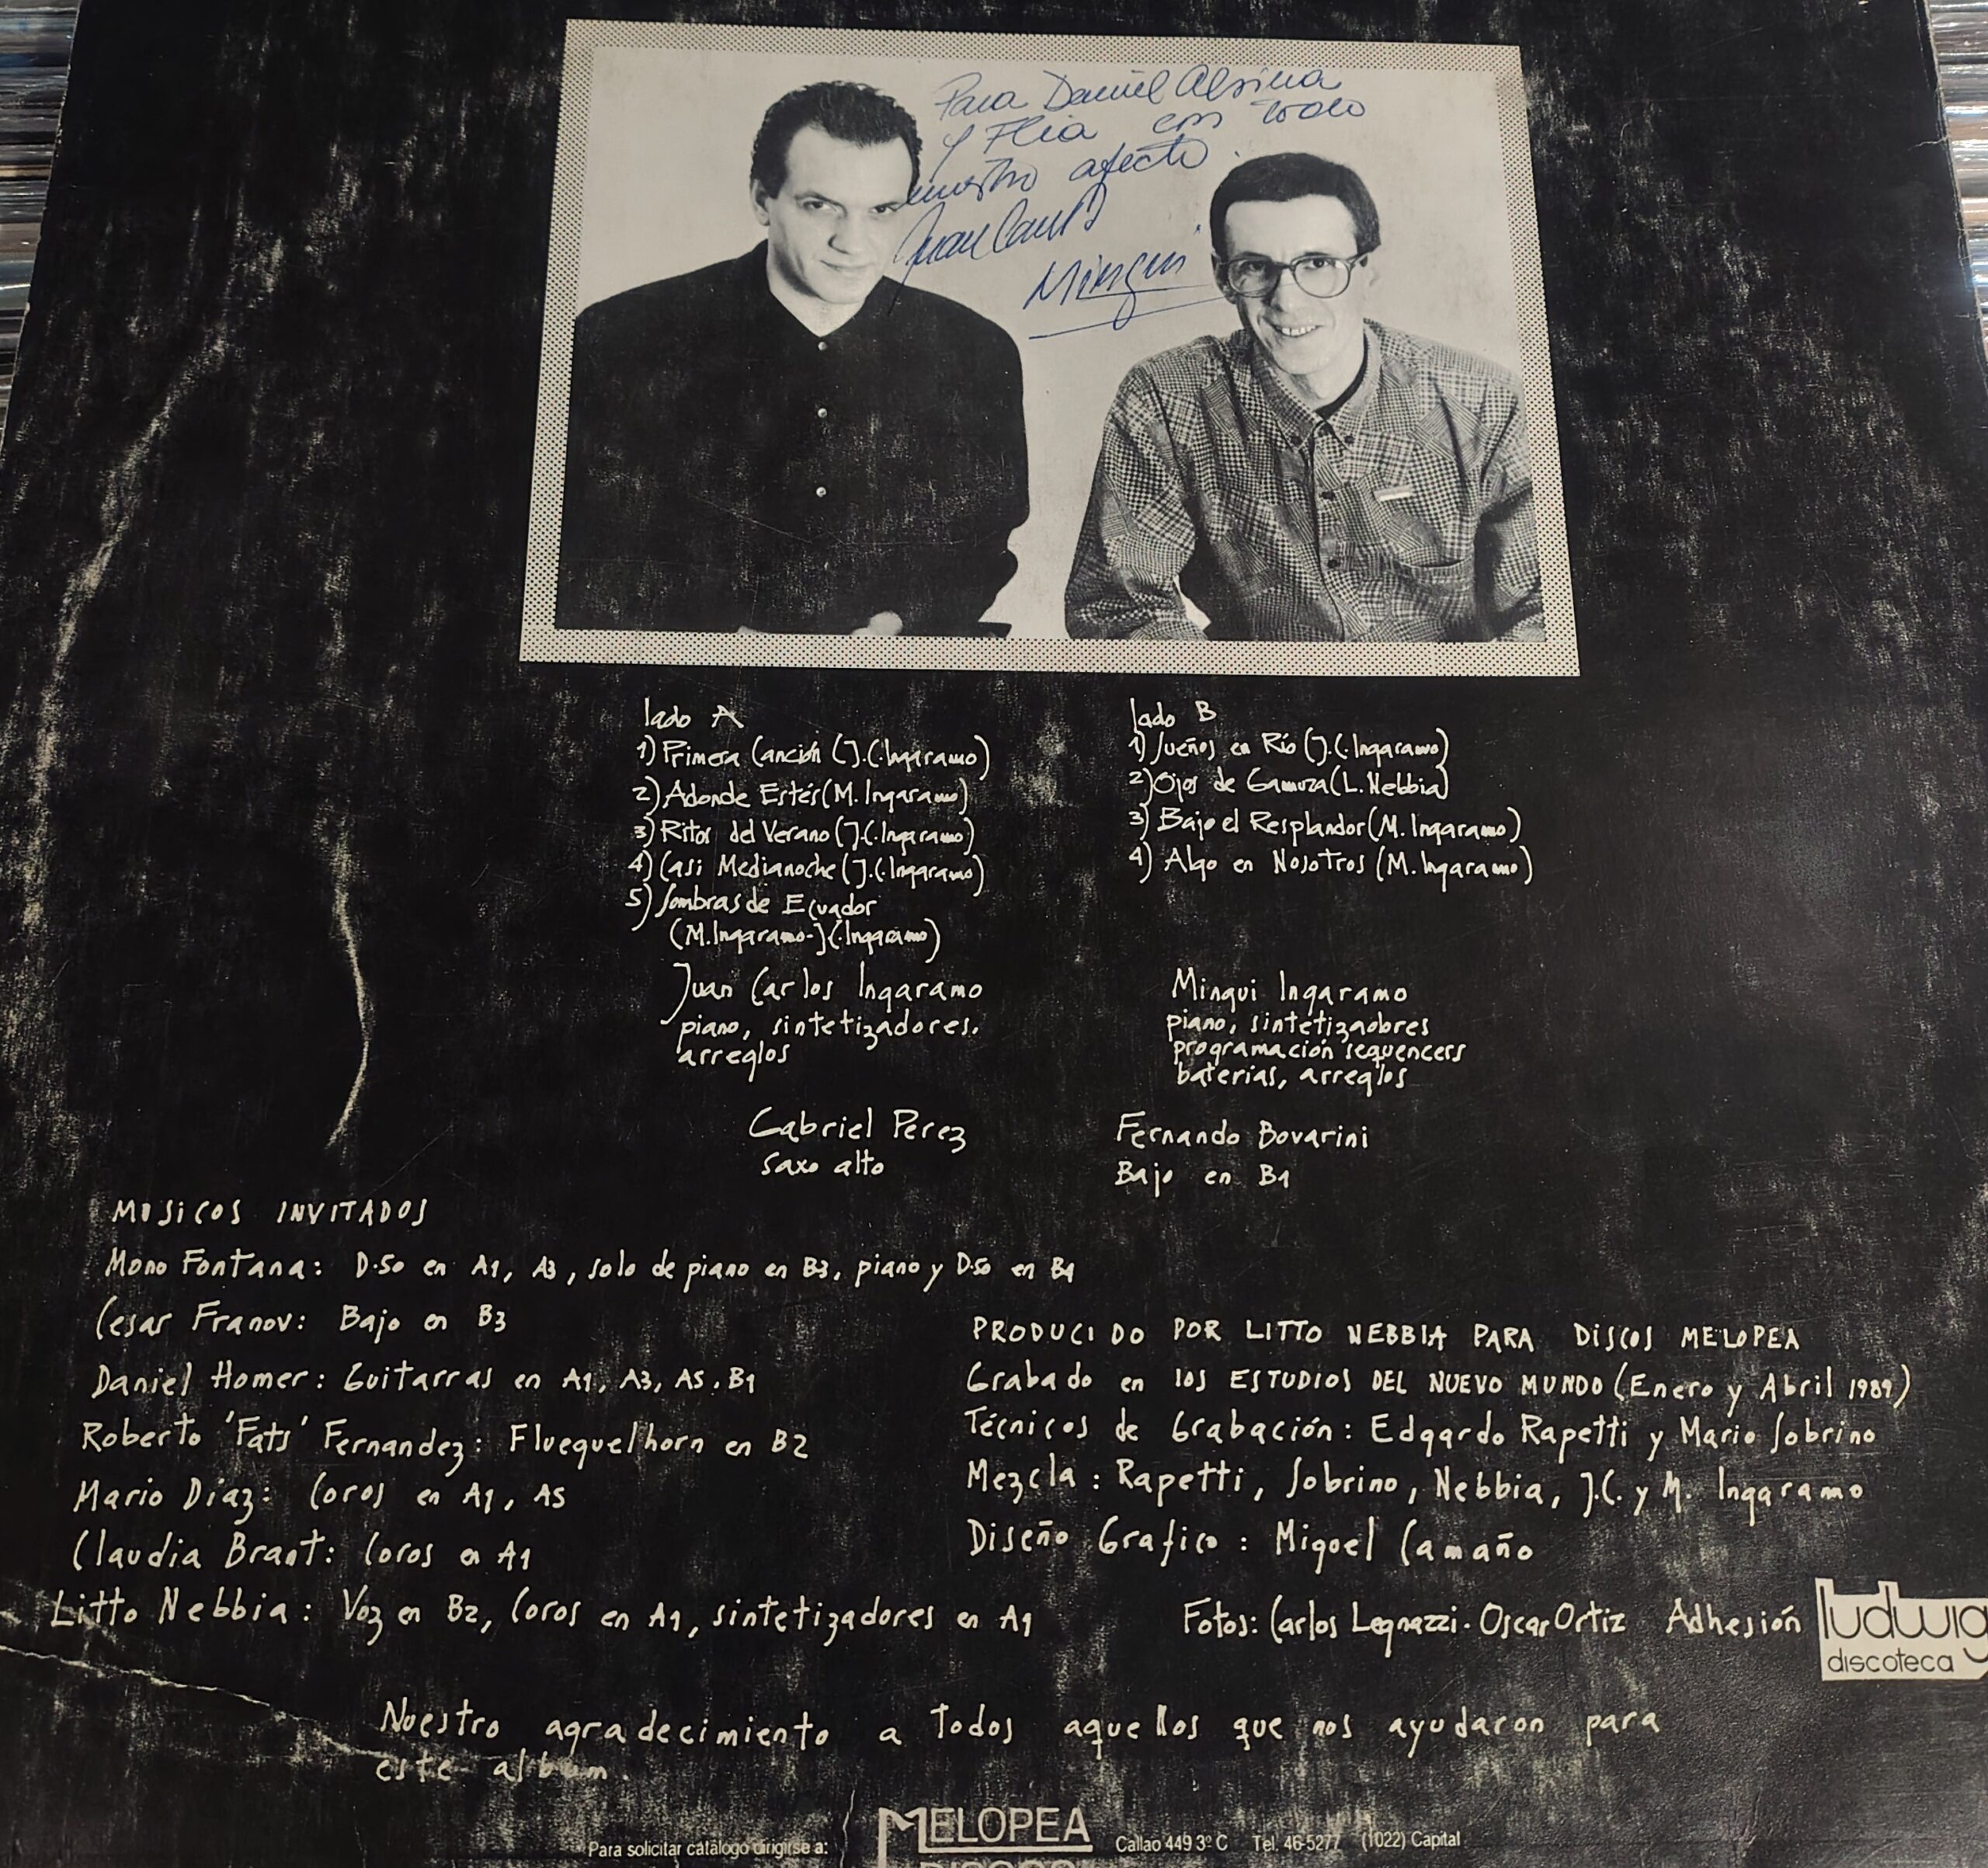 Para Daniel Alsina
y Flia con todo
nuestro afecto.
Juan Carlos
Mingui
lado A
1) Primera Canción (J.C. Ingaramo)
2) Adonde Estés (M. Ingaramo)
3) Ritos del Verano (J.C. Ingaramo)
4) Casi Medianoche (J.C. Ingaramo)
5) Sombras de Ecuador
(M. Ingaramo - J.C. Ingaramo)
lado B
1) Sueños en Río (J.C. Ingaramo)
2) Ojos de Gamuza (L. Nebbia)
3) Bajo el Resplandor (M. Ingaramo)
4) Algo en Nosotros (M. Ingaramo)
Juan Carlos Ingaramo
piano, sintetizadores.
arreglos
Mingui Ingaramo
piano, sintetizadores
programación sequencers
baterias, arreglos
Gabriel Perez
saxo alto
Fernando Bovarini
Bajo en B1
MUSICOS INVITADOS
Mono Fontana: D-50 en A1, A3, solo de piano en B3, piano y D-50 en B1
Cesar Franov: Bajo en B3
Daniel Homer: Guitarras en A1, A3, A5, B1
Roberto 'Fats' Fernandez: Fluequelhorn en B2
Mario Díaz: Coros en A1, A5
Claudia Brant: Coros en A1
Litto Nebbia: Voz en B2, Coros en A1, sintetizadores en A1
PRODUCIDO POR LITTO NEBBIA PARA DISCOS MELOPEA
Grabado en los ESTUDIOS DEL NUEVO MUNDO (Enero y Abril 1989)
Técnicos de Grabación: Edgardo Rapetti y Mario Sobrino
Mezcla: Rapetti, Sobrino, Nebbia, J.C. y M. Ingaramo
Diseño Grafico: Miguel Camaño
Fotos: Carlos Legnazzi - Oscar Ortiz Adhesión
ludwig
discoteca
Nuestro agradecimiento a todos aquellos que nos ayudaron para
este album.
Para solicitar catálogo dirigirse a:
MELOPEA
DISCOS
Callao 449 3º C Tel. 46-5277 (1022) Capital